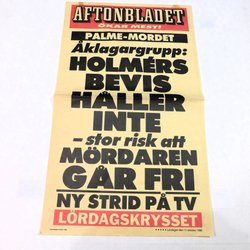 AFTONBLADET
ÖKAR MEST!
PALME-MORDET
Åklagargrupp:
HOLMÉRS
BEVIS
HÅLLER
INTE
– stor risk att
MÖRDAREN
GÅR FRI
NY STRID PÅ TV
LÖRDAGSKRYSSET